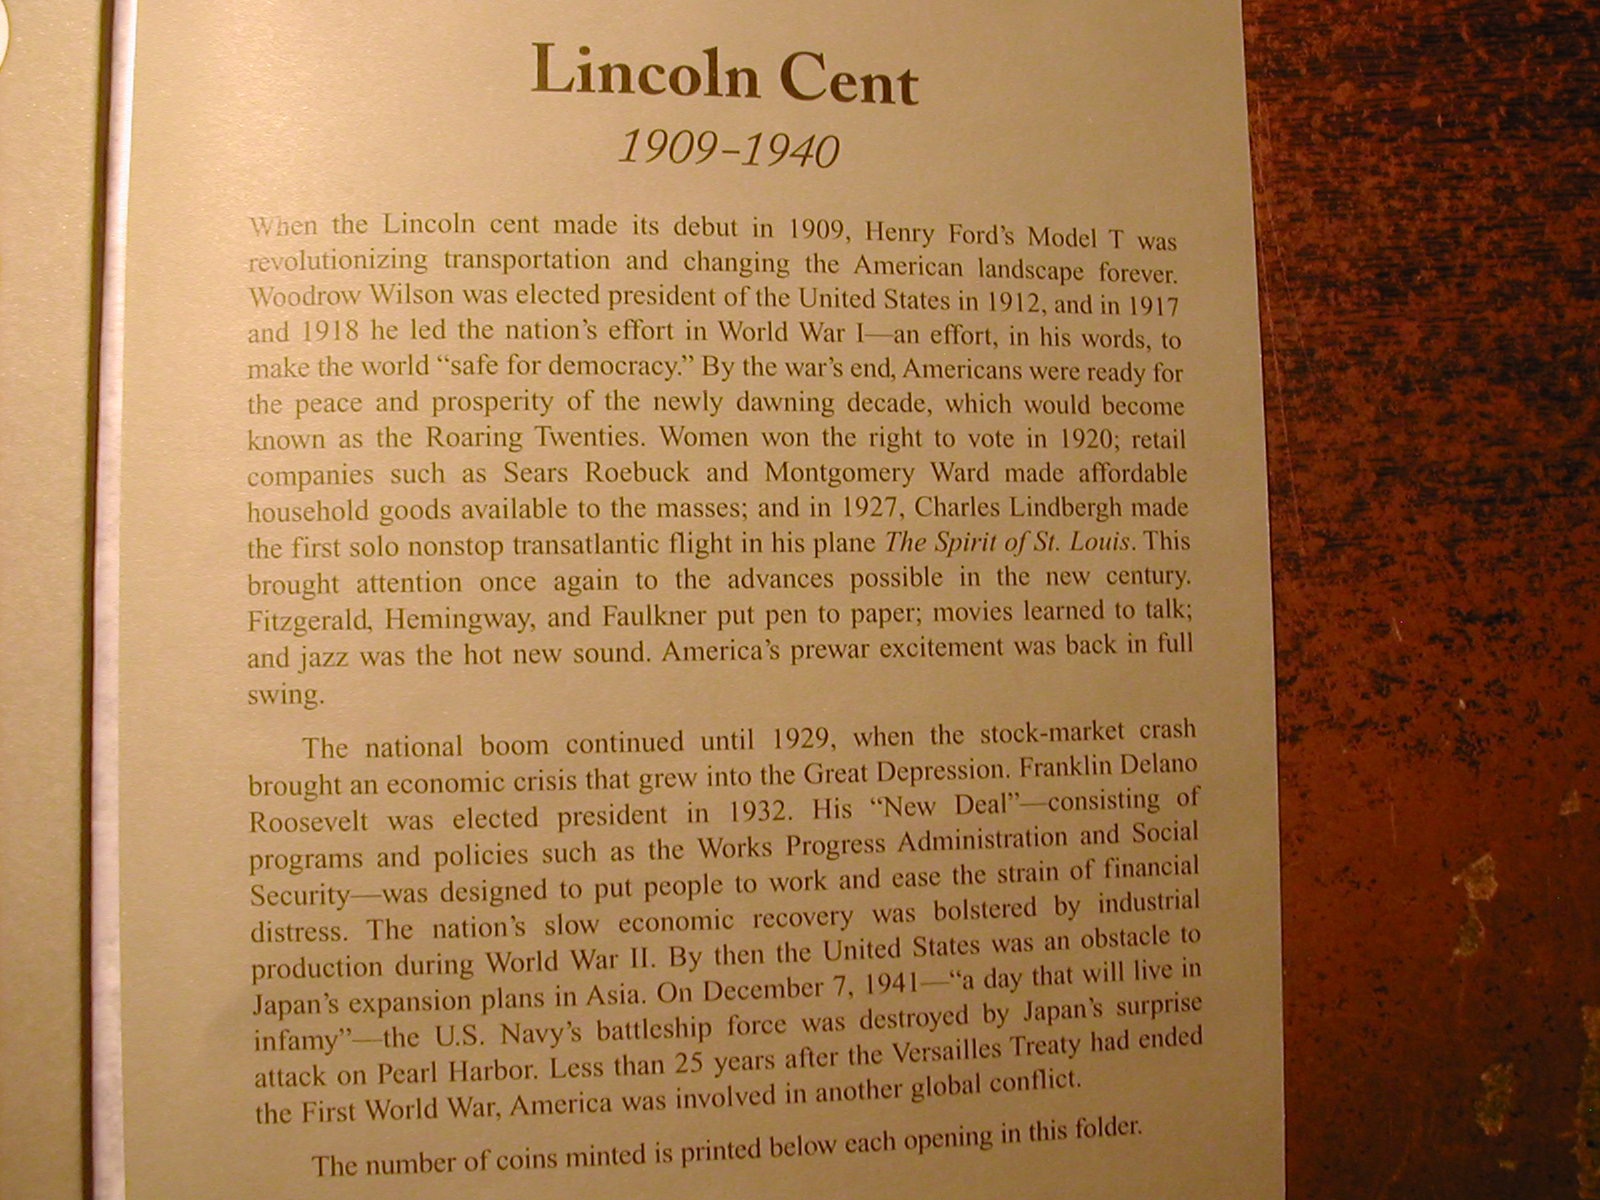 Lincoln Cent
1909–1940
When the Lincoln cent made its debut in 1909, Henry Ford's Model T was
revolutionizing transportation and changing the American landscape forever.
Woodrow Wilson was elected president of the United States in 1912, and in 1917
and 1918 he led the nation's effort in World War I—an effort, in his words, to
make the world “safe for democracy.” By the war's end, Americans were ready for
the peace and prosperity of the newly dawning decade, which would become
known as the Roaring Twenties. Women won the right to vote in 1920; retail
companies such as Sears Roebuck and Montgomery Ward made affordable
household goods available to the masses; and in 1927, Charles Lindbergh made
the first solo nonstop transatlantic flight in his plane The Spirit of St. Louis. This
brought attention once again to the advances possible in the new century.
Fitzgerald, Hemingway, and Faulkner put pen to paper; movies learned to talk;
and jazz was the hot new sound. America's prewar excitement was back in full
swing.
The national boom continued until 1929, when the stock-market crash
brought an economic crisis that grew into the Great Depression. Franklin Delano
Roosevelt was elected president in 1932. His “New Deal”—consisting of
programs and policies such as the Works Progress Administration and Social
Security—was designed to put people to work and ease the strain of financial
distress. The nation's slow economic recovery was bolstered by industrial
production during World War II. By then the United States was an obstacle to
Japan's expansion plans in Asia. On December 7, 1941—“a day that will live in
infamy”—the U.S. Navy's battleship force was destroyed by Japan's surprise
attack on Pearl Harbor. Less than 25 years after the Versailles Treaty had ended
the First World War, America was involved in another global conflict.
The number of coins minted is printed below each opening in this folder.